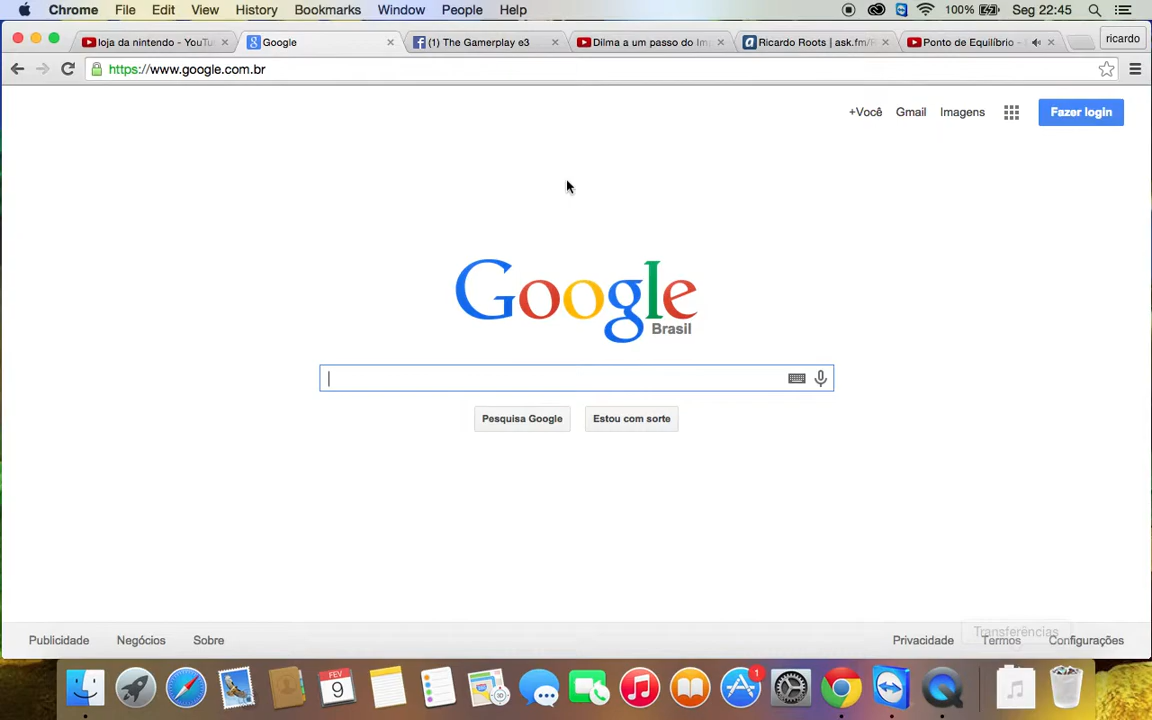 Chrome File Edit View History Bookmarks Window People Help 100% Seg 22:45
loja da nintendo - YouTu Google (1) The Gameplay e3 Dilma a um passo do Im Ricardo Roots | ask.fm/R Ponto de Equilíbrio - ricardo
https://www.google.com.br
+Você Gmail Imagens Fazer login
Google
Brasil
Pesquisa Google Estou com sorte
Transferências
Publicidade Negócios Sobre Privacidade Termos Configurações
FEV
9
1